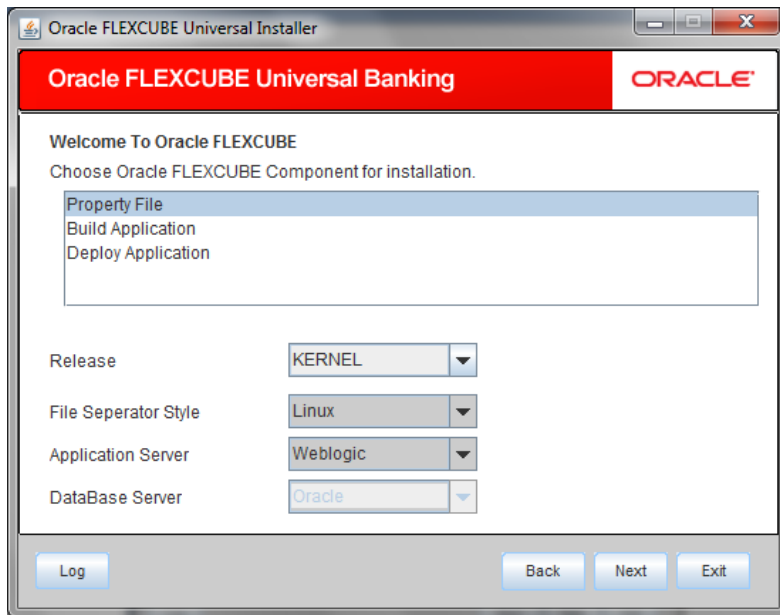 Oracle FLEXCUBE Universal Installer
Oracle FLEXCUBE Universal Banking
ORACLE
Welcome To Oracle FLEXCUBE
Choose Oracle FLEXCUBE Component for installation.
Property File
Build Application
Deploy Application
Release KERNEL
File Seperator Style Linux
Application Server Weblogic
DataBase Server Oracle
Log Back Next Exit